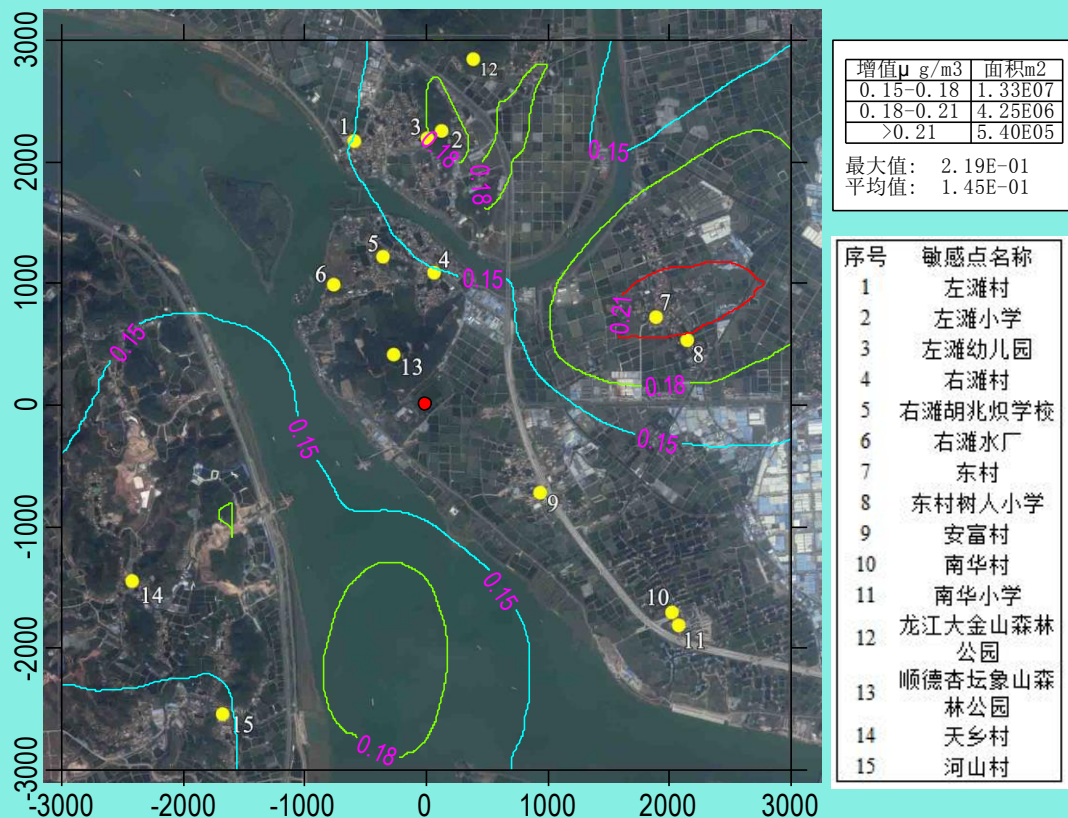 3000
2000
1000
0
-1000
-2000
-3000
-3000
-2000
-1000
0
1000
2000
3000
12
1
3
2
0.18
0.18
0.15
5
4
6
0.15
7
0.21
8
0.15
13
0.18
0.15
0.15
9
0.15
14
10
11
15
0.18
增值μ g/m3 面积m2
0.15-0.18 1.33E07
0.18-0.21 4.25E06
>0.21 5.40E05
最大值: 2.19E-01
平均值: 1.45E-01
序号 敏感点名称
1 左滩村
2 左滩小学
3 左滩幼儿园
4 右滩村
5 右滩胡兆炽学校
6 右滩水厂
7 东村
8 东村树人小学
9 安富村
10 南华村
11 南华小学
12 龙江大金山森林
公园
13 顺德杏坛象山森
林公园
14 天乡村
15 河山村